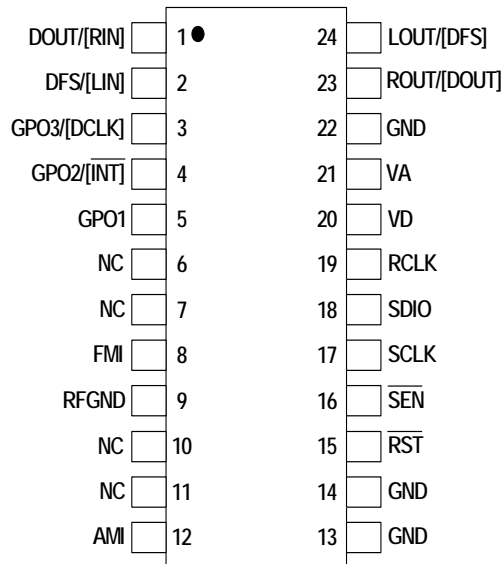 DOUT/[RIN] 1 24 LOUT/[DFS]
DFS/[LIN] 2 23 ROUT/[DOUT]
GPO3/[DCLK] 3 22 GND
GPO2/[INT] 4 21 VA
GPO1 5 20 VD
NC 6 19 RCLK
NC 7 18 SDIO
FMI 8 17 SCLK
RFGND 9 16 SEN
NC 10 15 RST
NC 11 14 GND
AMI 12 13 GND